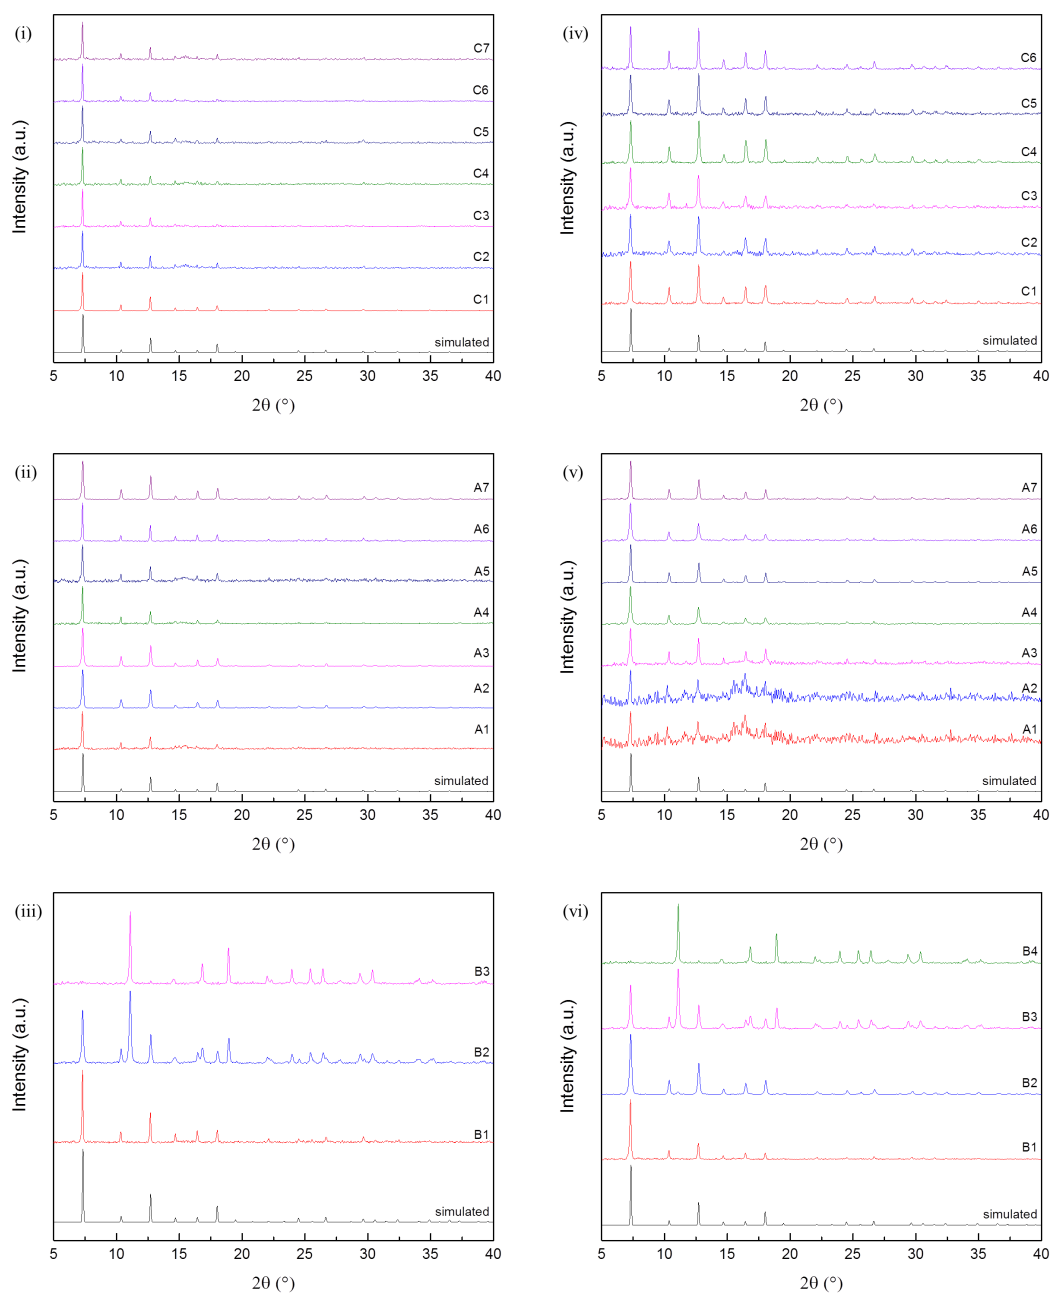 (i)
Intensity (a.u.)
C7
C6
C5
C4
C3
C2
C1
simulated
5 10 15 20 25 30 35 40
2θ (°)
(iv)
Intensity (a.u.)
C6
C5
C4
C3
C2
C1
simulated
5 10 15 20 25 30 35 40
2θ (°)
(ii)
Intensity (a.u.)
A7
A6
A5
A4
A3
A2
A1
simulated
5 10 15 20 25 30 35 40
2θ (°)
(v)
Intensity (a.u.)
A7
A6
A5
A4
A3
A2
A1
simulated
5 10 15 20 25 30 35 40
2θ (°)
(iii)
Intensity (a.u.)
B3
B2
B1
simulated
5 10 15 20 25 30 35 40
2θ (°)
(vi)
Intensity (a.u.)
B4
B3
B2
B1
simulated
5 10 15 20 25 30 35 40
2θ (°)